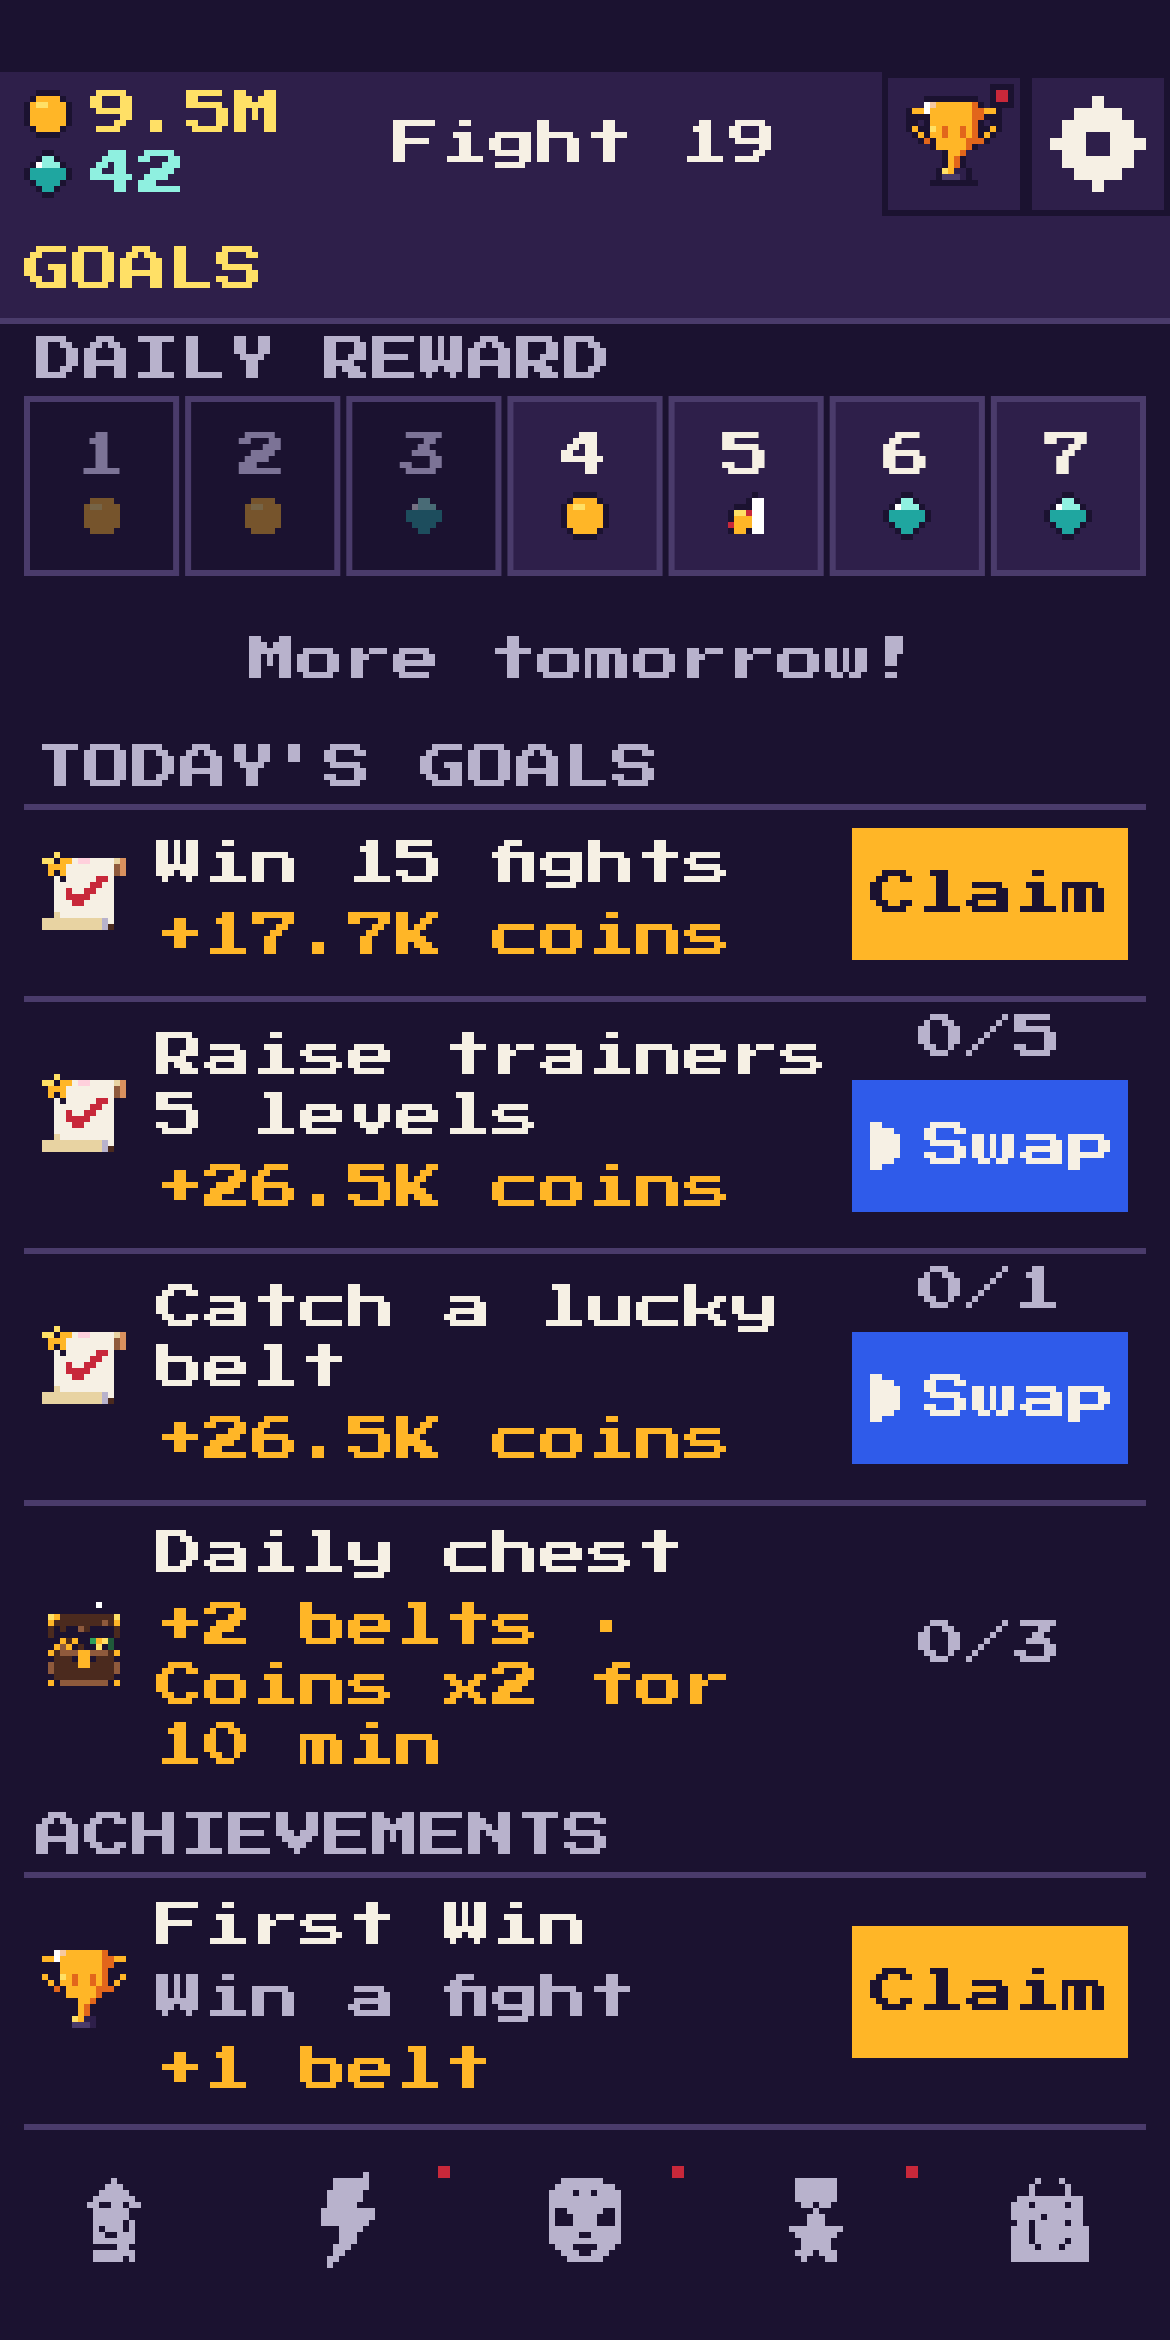 9.5M
42
Fight 19
GOALS
DAILY REWARD
1 2 3 4 5 6 7
More tomorrow!
TODAY'S GOALS
Win 15 fights
+17.7K coins
Claim
Raise trainers
5 levels
+26.5K coins
0/5
Swap
Catch a lucky
belt
+26.5K coins
0/1
Swap
Daily chest
+2 belts ·
Coins x2 for
10 min
0/3
ACHIEVEMENTS
First Win
Win a fight
+1 belt
Claim